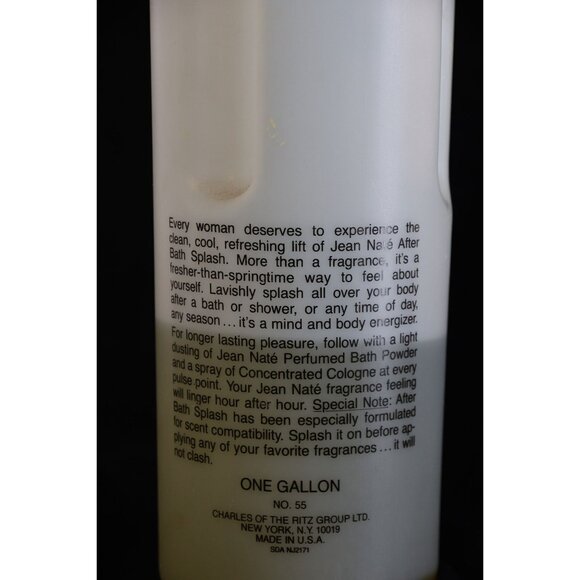 Every woman deserves to experience the
clean, cool, refreshing lift of Jean Naté After
Bath Splash. More than a fragrance, it's a
fresher-than-springtime way to feel about
yourself. Lavishly splash all over your body
after a bath or shower, or any time of day,
any season... it's a mind and body energizer.
For longer lasting pleasure, follow with a light
dusting of Jean Naté Perfumed Bath Powder
and a spray of Concentrated Cologne at every
pulse point. Your Jean Naté fragrance feeling
will linger hour after hour. Special Note: After
Bath Splash has been especially formulated
for scent compatibility. Splash it on before ap-
plying any of your favorite fragrances... it will
not clash.
ONE GALLON
NO. 55
CHARLES OF THE RITZ GROUP LTD.
NEW YORK, N.Y. 10019
MADE IN U.S.A.
SDA NJ2171